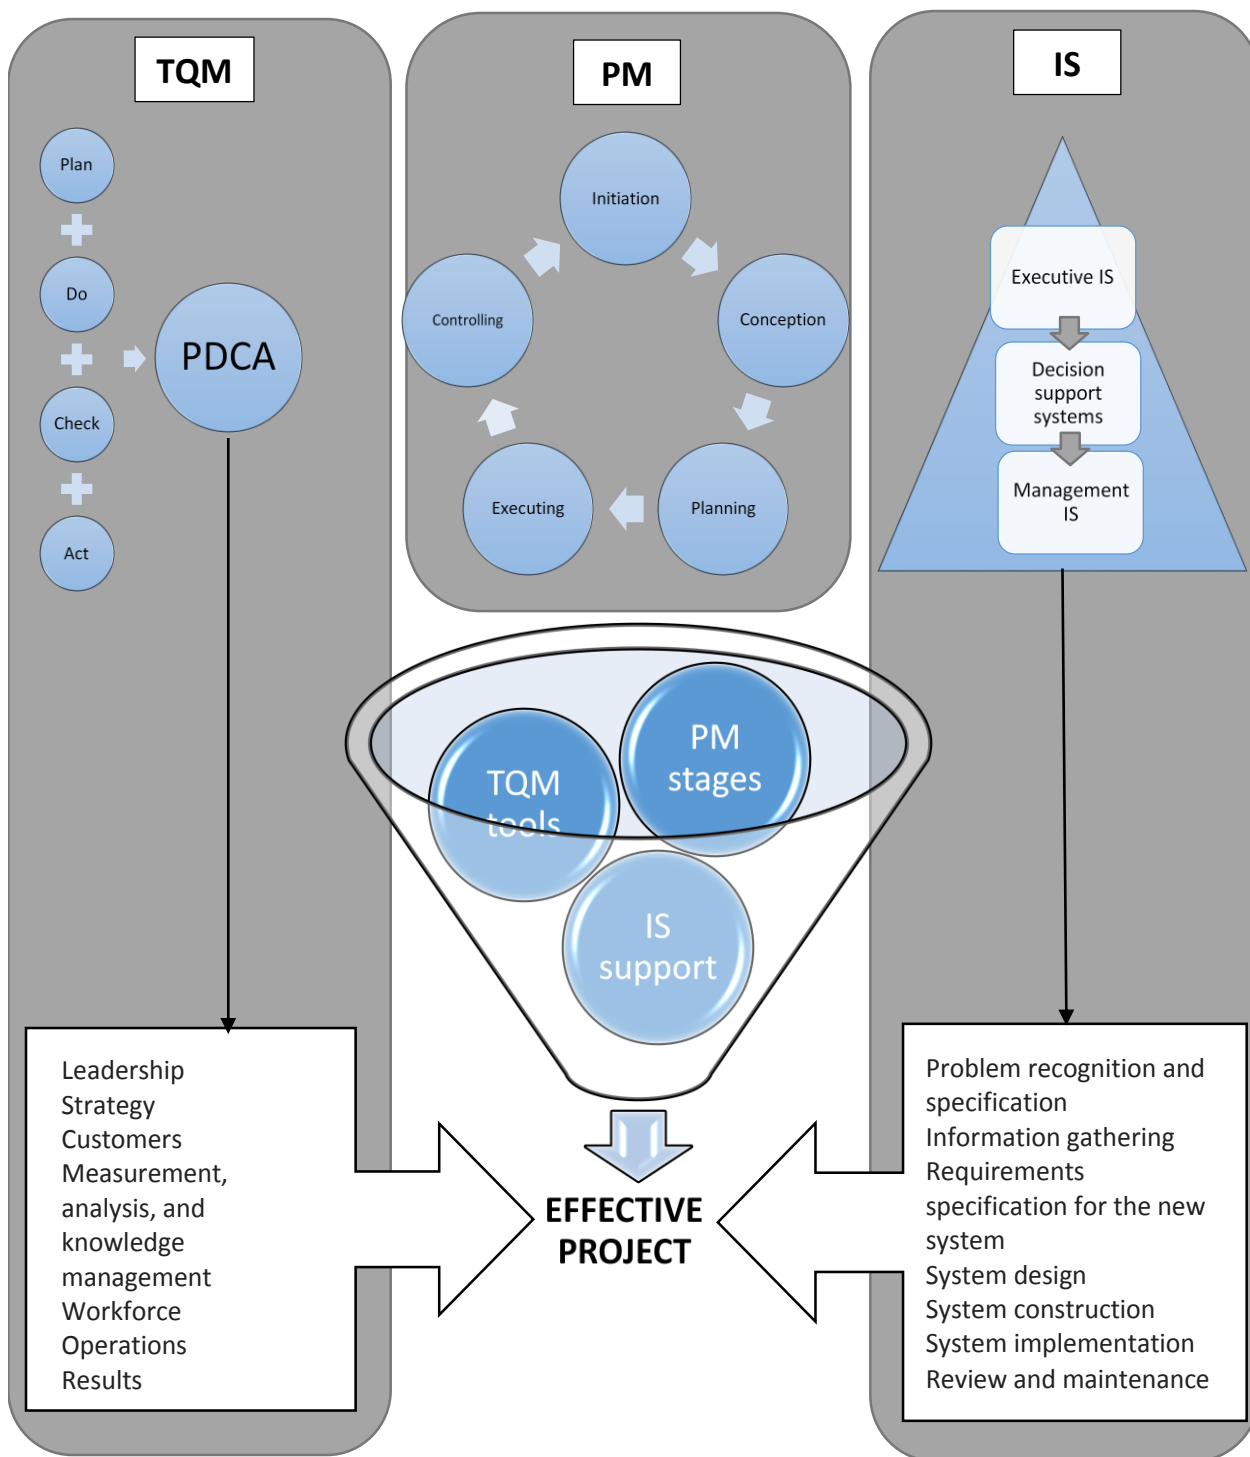 TQM
Plan
Do
Check
Act
PDCA
PM
Initiation
Conception
Planning
Executing
Controlling
IS
Executive IS
Decision
support
systems
Management
IS
TQM
tools
PM
stages
IS
support
Leadership
Strategy
Customers
Measurement,
analysis, and
knowledge
management
Workforce
Operations
Results
EFFECTIVE
PROJECT
Problem recognition and
specification
Information gathering
Requirements
specification for the new
system
System design
System construction
System implementation
Review and maintenance